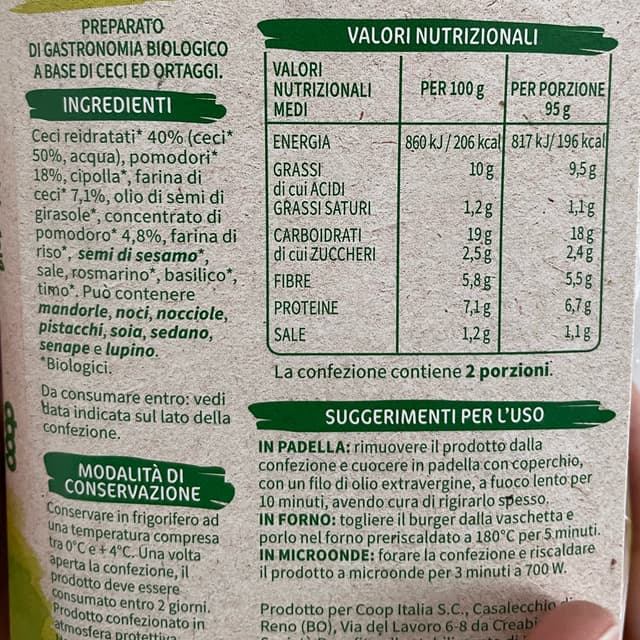 PREPARATO
DI GASTRONOMIA BIOLOGICO
A BASE DI CECI ED ORTAGGI.
INGREDIENTI
Ceci reidratati* 40% (ceci*
50%, acqua), pomodori*
18%, cipolla*, farina di
ceci* 7,1%, olio di semi di
girasole*, concentrato di
pomodoro* 4,8%, farina di
riso*, semi di sesamo*,
sale, rosmarino*, basilico*,
timo*. Può contenere
mandorle, noci, nocciole,
pistacchi, soia, sedano,
senape e lupino.
*Biologici.
Da consumare entro: vedi
data indicata sul lato della
confezione.
MODALITÀ DI
CONSERVAZIONE
Conservare in frigorifero ad
una temperatura compresa
tra 0°C e + 4°C. Una volta
aperta la confezione, il
prodotto deve essere
consumato entro 2 giorni.
Prodotto confezionato in
atmosfera protettiva
VALORI NUTRIZIONALI
VALORI
NUTRIZIONALI
MEDI
PER 100 g
PER PORZIONE
95 g
ENERGIA 860 kJ / 206 kcal 817 kJ / 196 kcal
GRASSI 10 g 9,5 g
di cui ACIDI
GRASSI SATURI 1,2 g 1,1 g
CARBOIDRATI 19 g 18 g
di cui ZUCCHERI 2,5 g 2,4 g
FIBRE 5,8 g 5,5 g
PROTEINE 7,1 g 6,7 g
SALE 1,2 g 1,1 g
La confezione contiene 2 porzioni.
SUGGERIMENTI PER L'USO
IN PADELLA: rimuovere il prodotto dalla
confezione e cuocere in padella con coperchio,
con un filo di olio extravergine, a fuoco lento per
10 minuti, avendo cura di rigirarlo spesso.
IN FORNO: togliere il burger dalla vaschetta e
porlo nel forno preriscaldato a 180°C per 5 minuti.
IN MICROONDE: forare la confezione e riscaldare
il prodotto a microonde per 3 minuti a 700 W.
Prodotto per Coop Italia S.C., Casalecchio di
Reno (BO), Via del Lavoro 6-8 da Creabi
coop